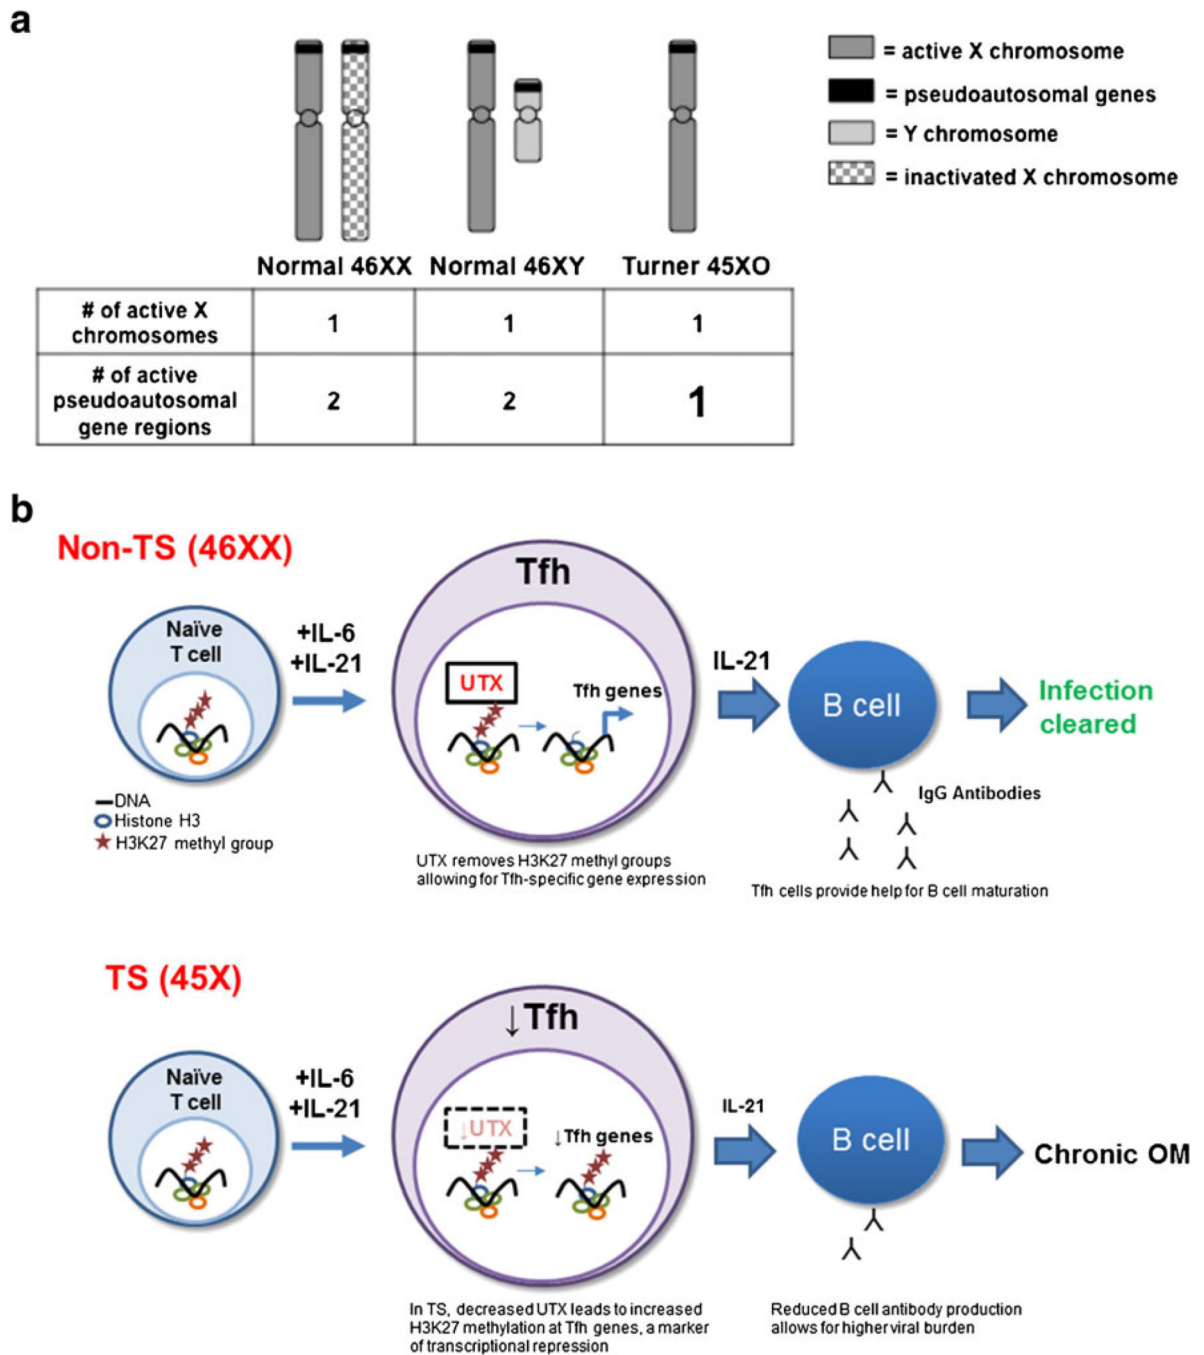 a
= active X chromosome
= pseudoautosomal genes
= Y chromosome
= inactivated X chromosome
Normal 46XX Normal 46XY Turner 45XO
# of active X
chromosomes
1 1 1
# of active
pseudoautosomal
gene regions
2 2 1
b
Non-TS (46XX)
Naïve
T cell
+IL-6
+IL-21
Tfh
UTX
Tfh genes
IL-21
B cell
Infection
cleared
IgG Antibodies
DNA
Histone H3
H3K27 methyl group
UTX removes H3K27 methyl groups
allowing for Tfh-specific gene expression
Tfh cells provide help for B cell maturation
TS (45X)
Naïve
T cell
+IL-6
+IL-21
↓Tfh
↓UTX
↓Tfh genes
IL-21
B cell
Chronic OM
In TS, decreased UTX leads to increased
H3K27 methylation at Tfh genes, a marker
of transcriptional repression
Reduced B cell antibody production
allows for higher viral burden